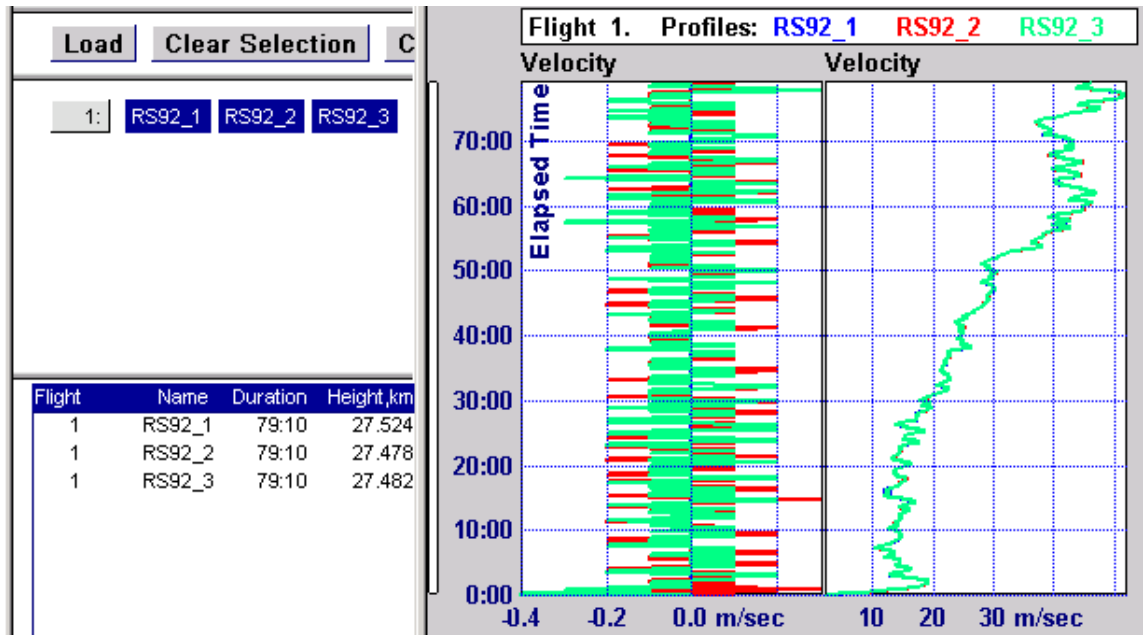 Load Clear Selection C
1: RS92_1 RS92_2 RS92_3
Flight Name Duration Height,km
1 RS92_1 79:10 27.524
1 RS92_2 79:10 27.478
1 RS92_3 79:10 27.482
Flight 1. Profiles: RS92_1 RS92_2 RS92_3
Velocity Velocity
Elapsed Time
70:00
60:00
50:00
40:00
30:00
20:00
10:00
0:00
-0.4 -0.2 0.0 m/sec 10 20 30 m/sec